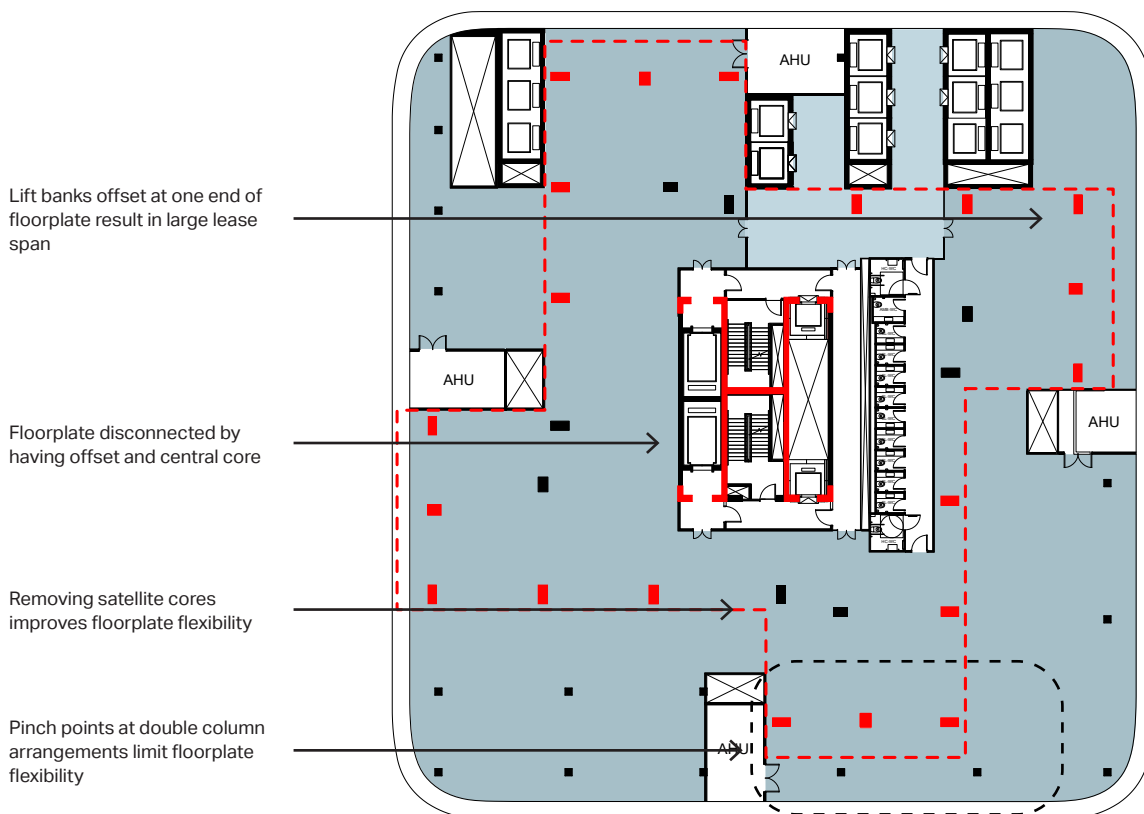 AHU
Lift banks offset at one end of
floorplate result in large lease
span
AHU
AHU
Floorplate disconnected by
having offset and central core
Removing satellite cores
improves floorplate flexibility
Pinch points at double column
arrangements limit floorplate
flexibility
AHU